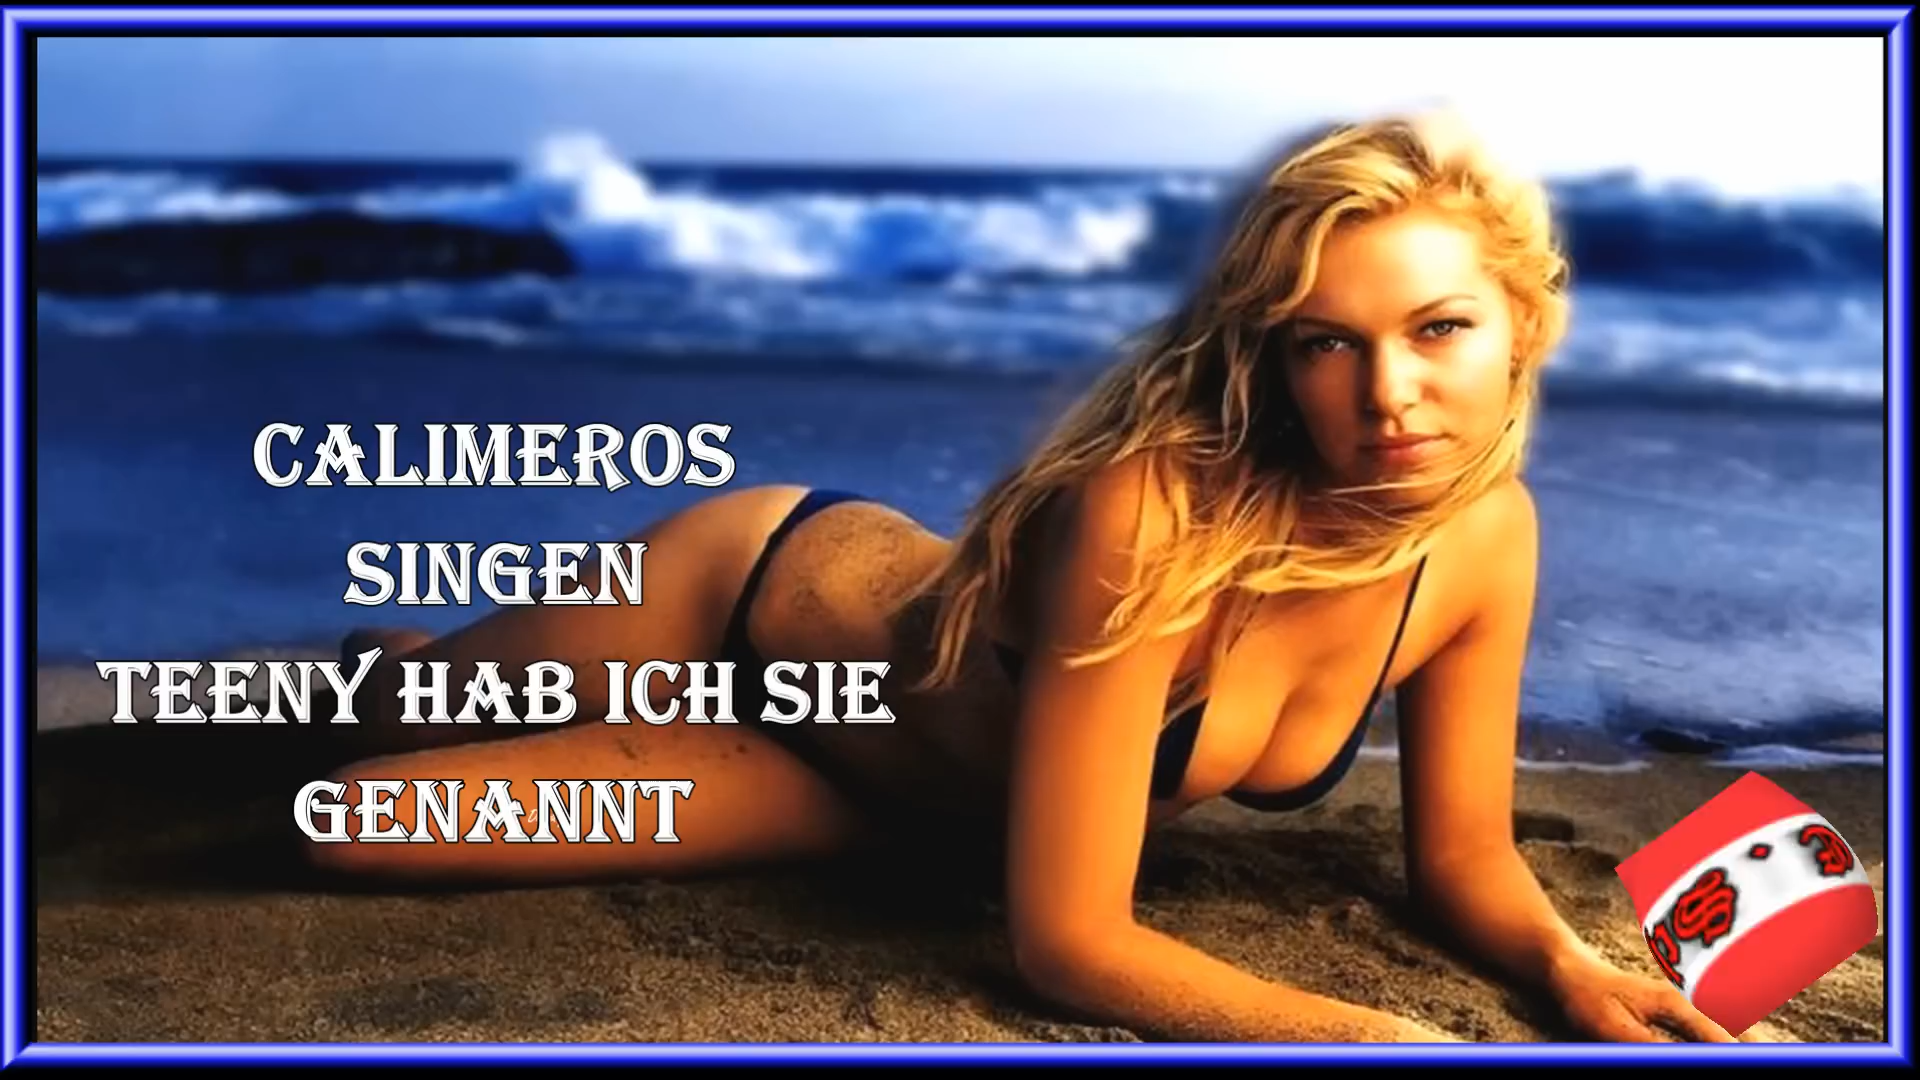 CALIMEROS
SINGEN
TEENY HAB ICH SIE
GENANNT